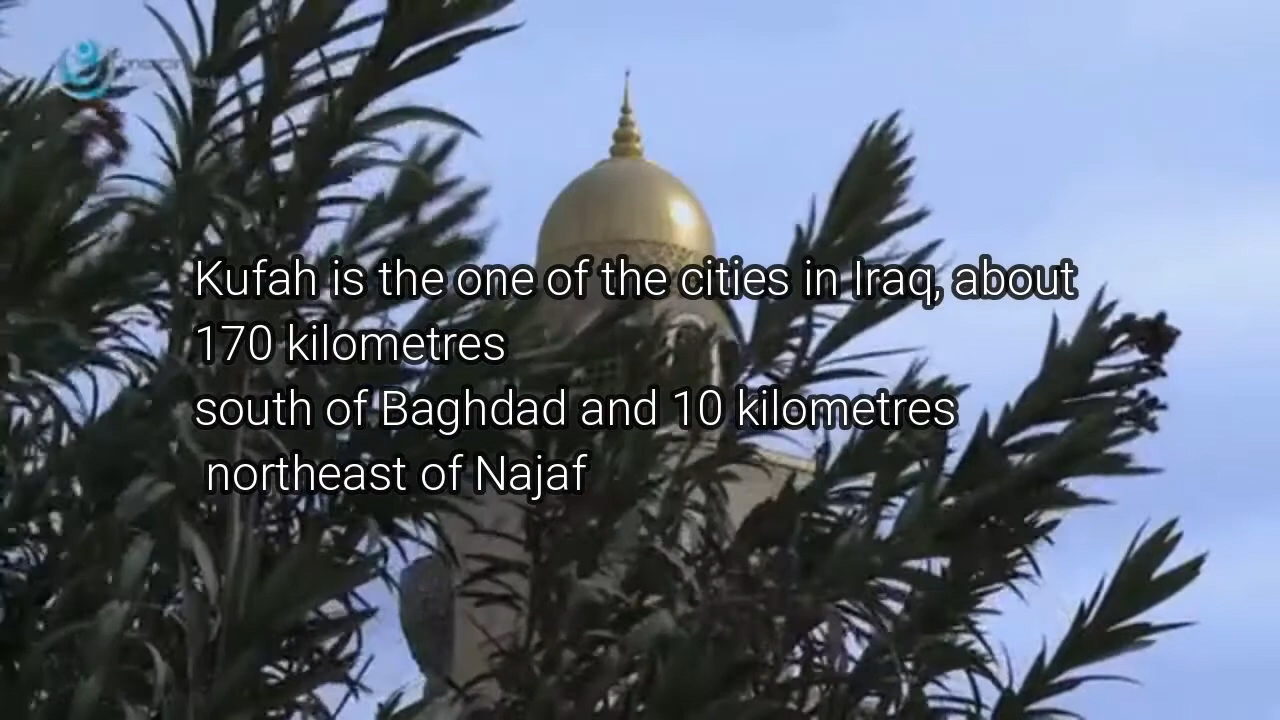 Kufah is the one of the cities in Iraq, about
170 kilometres
south of Baghdad and 10 kilometres
northeast of Najaf